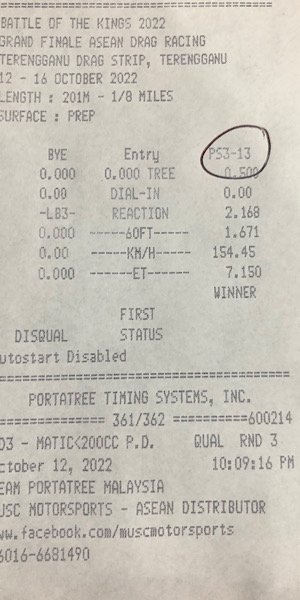 BATTLE OF THE KINGS 2022
GRAND FINALE ASEAN DRAG RACING
TERENGGANU DRAG STRIP, TERENGGANU
12 - 16 OCTOBER 2022
LENGTH : 201M - 1/8 MILES
SURFACE : PREP
BYE Entry PS3-13
0.000 0.000 TREE 0.500
0.00 DIAL-IN 0.00
-LB3- REACTION 2.168
0.000 -----60FT----- 1.671
0.00 -----KM/H----- 154.45
0.000 ------ET------ 7.150
WINNER
FIRST
DISQUAL STATUS
utostart Disabled
PORTATREE TIMING SYSTEMS, INC.
============= 361/362 ==========600214
D3 - MATIC<200CC P.D. QUAL RND 3
ctober 12, 2022 10:09:16 PM
EAM PORTATREE MALAYSIA
USC MOTORSPORTS - ASEAN DISTRIBUTOR
ww.facebook.com/muscmotorsports
6016-6681490